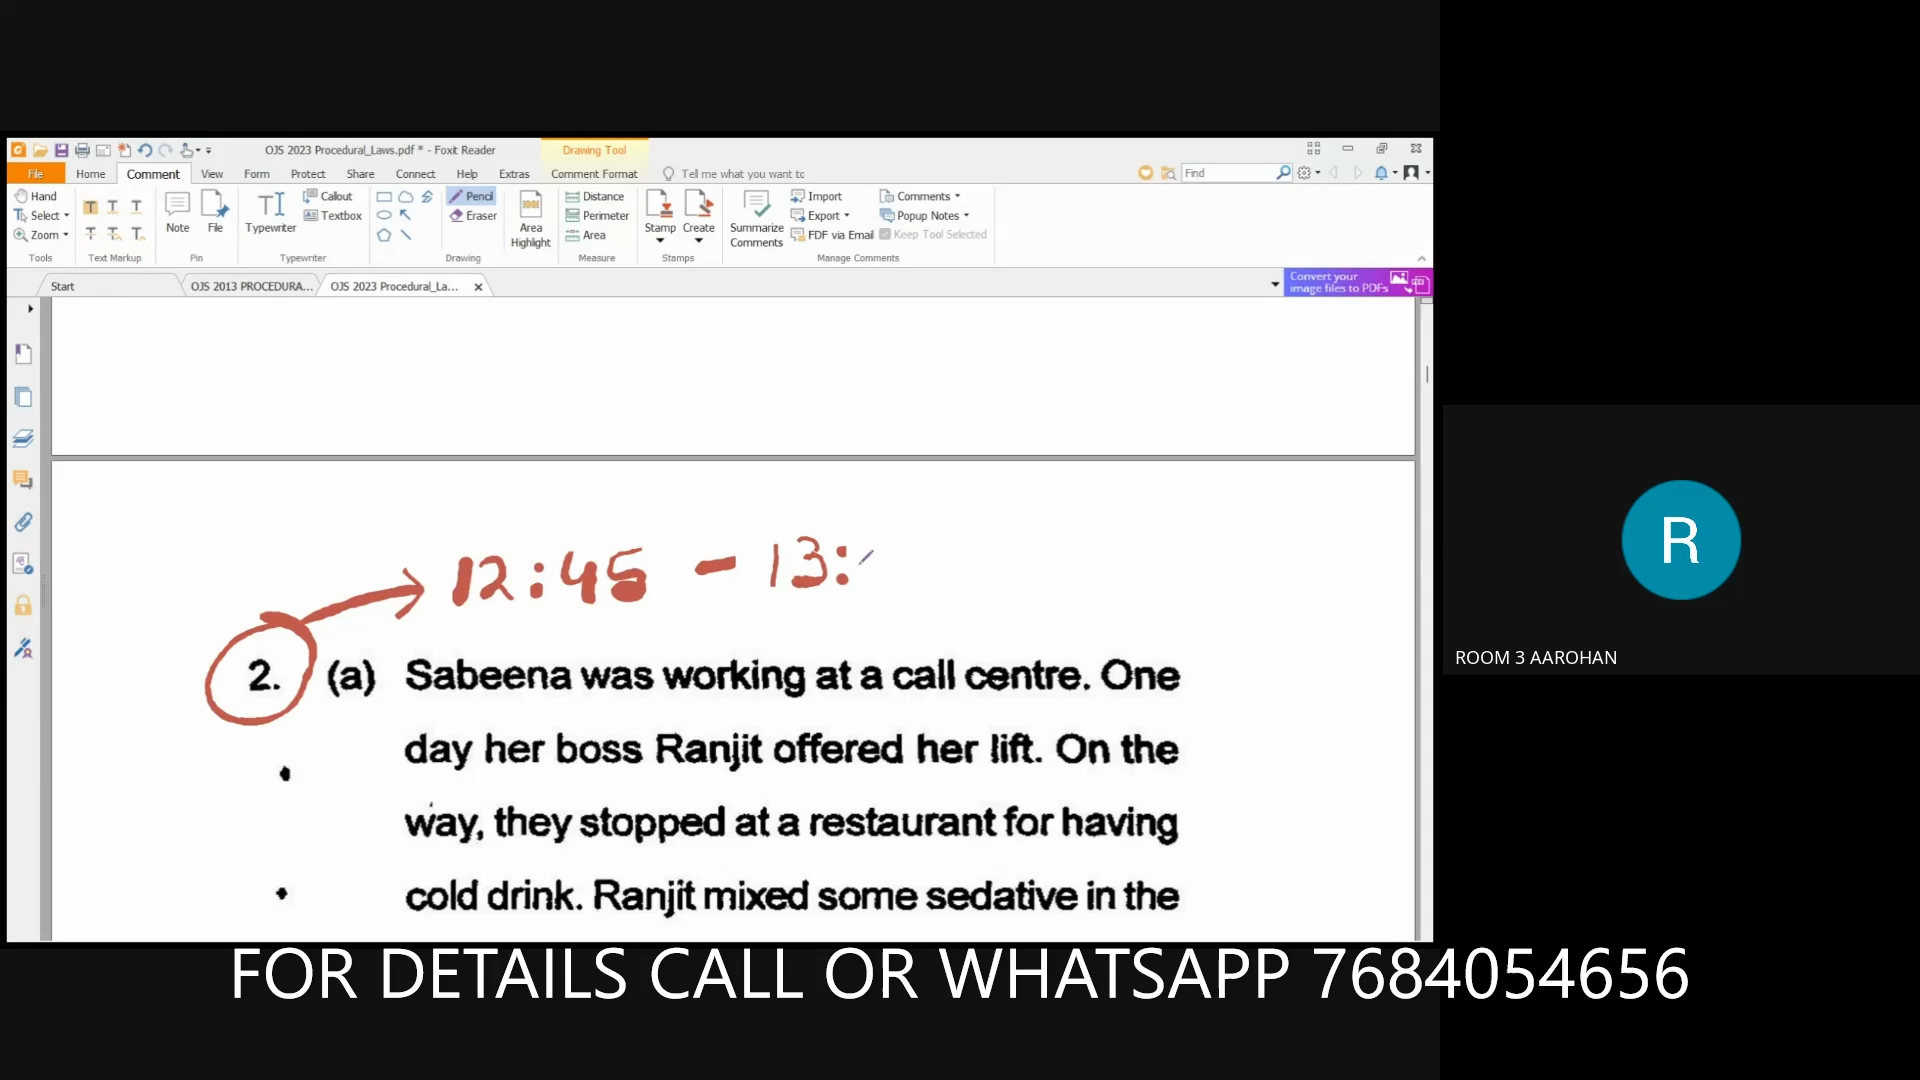 OJS 2023 Procedural_Laws.pdf * - Foxit Reader
Drawing Tool
File
Home
Comment
View
Form
Protect
Share
Connect
Help
Extras
Comment Format
Tell me what you want to
Find
Hand
Select
Zoom
Tools
T T T
T T T
Text Markup
Note
File
Pin
Typewriter
Callout
Textbox
Typewriter
Pencil
Eraser
Drawing
Area
Highlight
Distance
Perimeter
Area
Measure
Stamp
Create
Stamps
Summarize
Comments
Import
Export
FDF via Email
Comments
Popup Notes
Keep Tool Selected
Manage Comments
Start
OJS 2013 PROCEDURA...
OJS 2023 Procedural_La...
Convert your
image files to PDFs
12:45 - 13:
2. (a) Sabeena was working at a call centre. One
day her boss Ranjit offered her lift. On the
way, they stopped at a restaurant for having
cold drink. Ranjit mixed some sedative in the
R
ROOM 3 AAROHAN
FOR DETAILS CALL OR WHATSAPP 7684054656